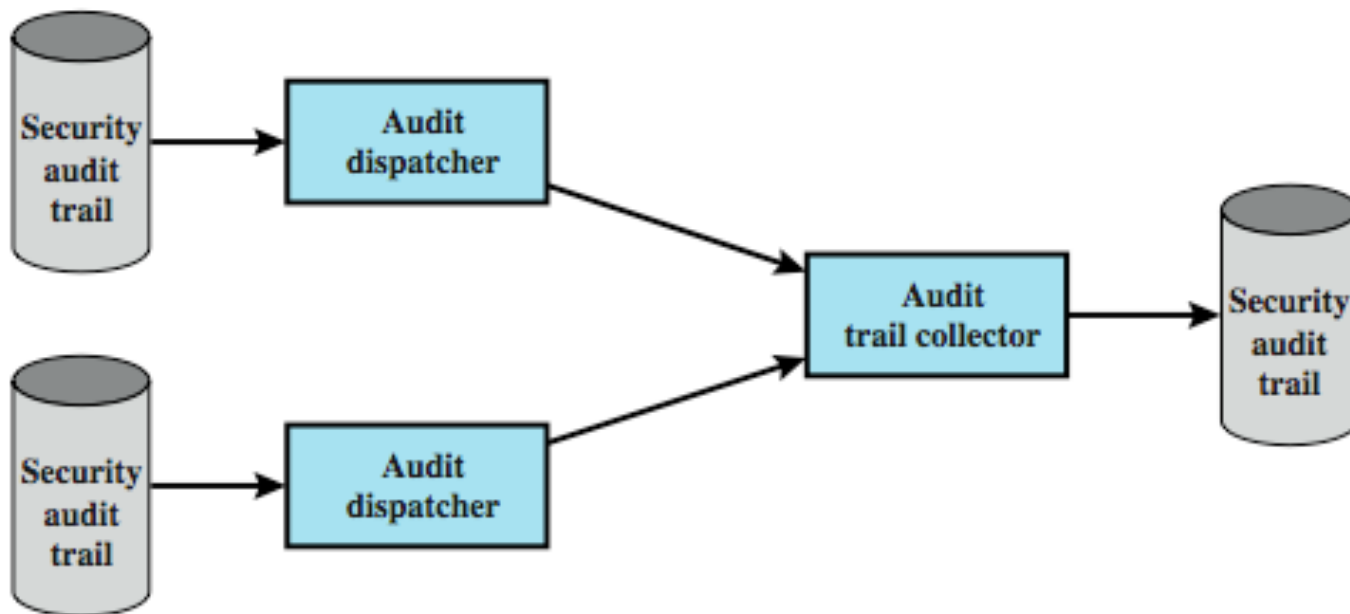 Security
audit
trail
Audit
dispatcher
Audit
trail collector
Security
audit
trail
Security
audit
trail
Audit
dispatcher